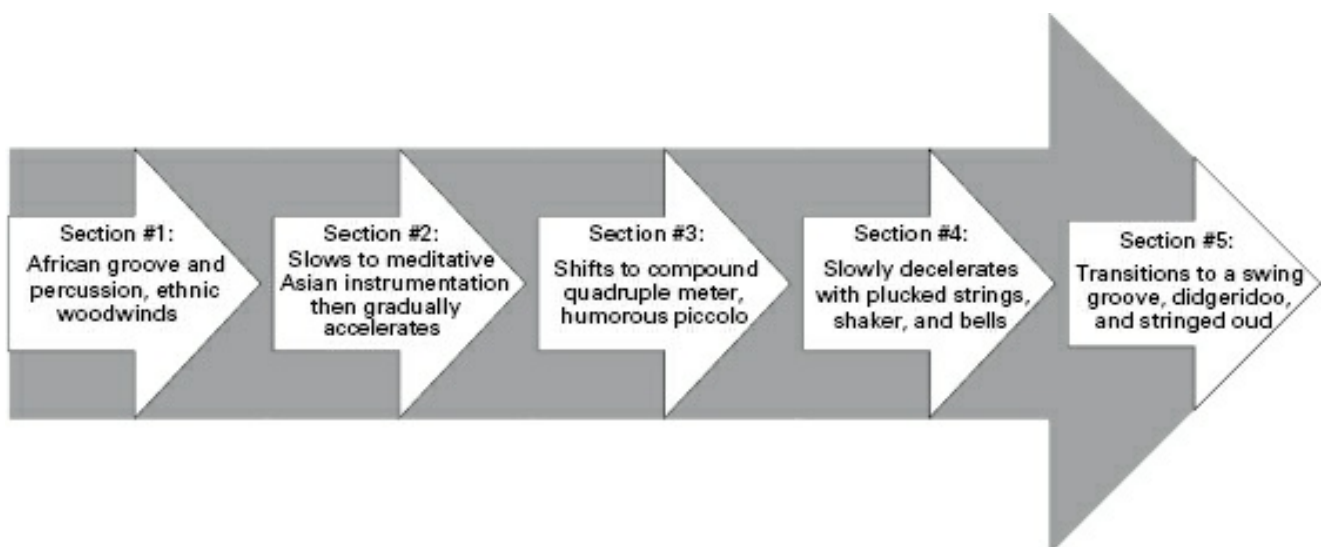 Section #1:
African groove and
percussion, ethnic
woodwinds
Section #2:
Slows to meditative
Asian instrumentation
then gradually
accelerates
Section #3:
Shifts to compound
quadruple meter,
humorous piccolo
Section #4:
Slowly decelerates
with plucked strings,
shaker, and bells
Section #5:
Transitions to a swing
groove, didgeridoo,
and stringed oud